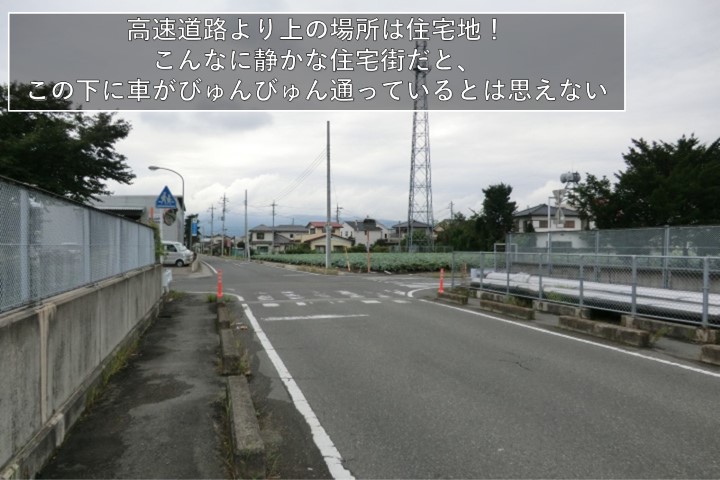 高速道路より上の場所は住宅地！
こんなに静かな住宅街だと、
この下に車がびゅんびゅん通っているとは思えない